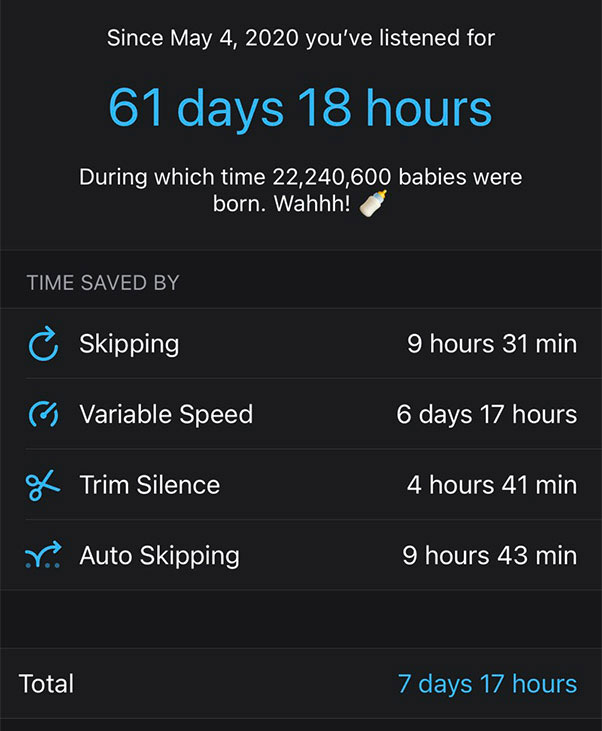 Since May 4, 2020 you’ve listened for
61 days 18 hours
During which time 22,240,600 babies were
born. Wahhh! 🍼
TIME SAVED BY
Skipping 9 hours 31 min
Variable Speed 6 days 17 hours
Trim Silence 4 hours 41 min
Auto Skipping 9 hours 43 min
Total 7 days 17 hours